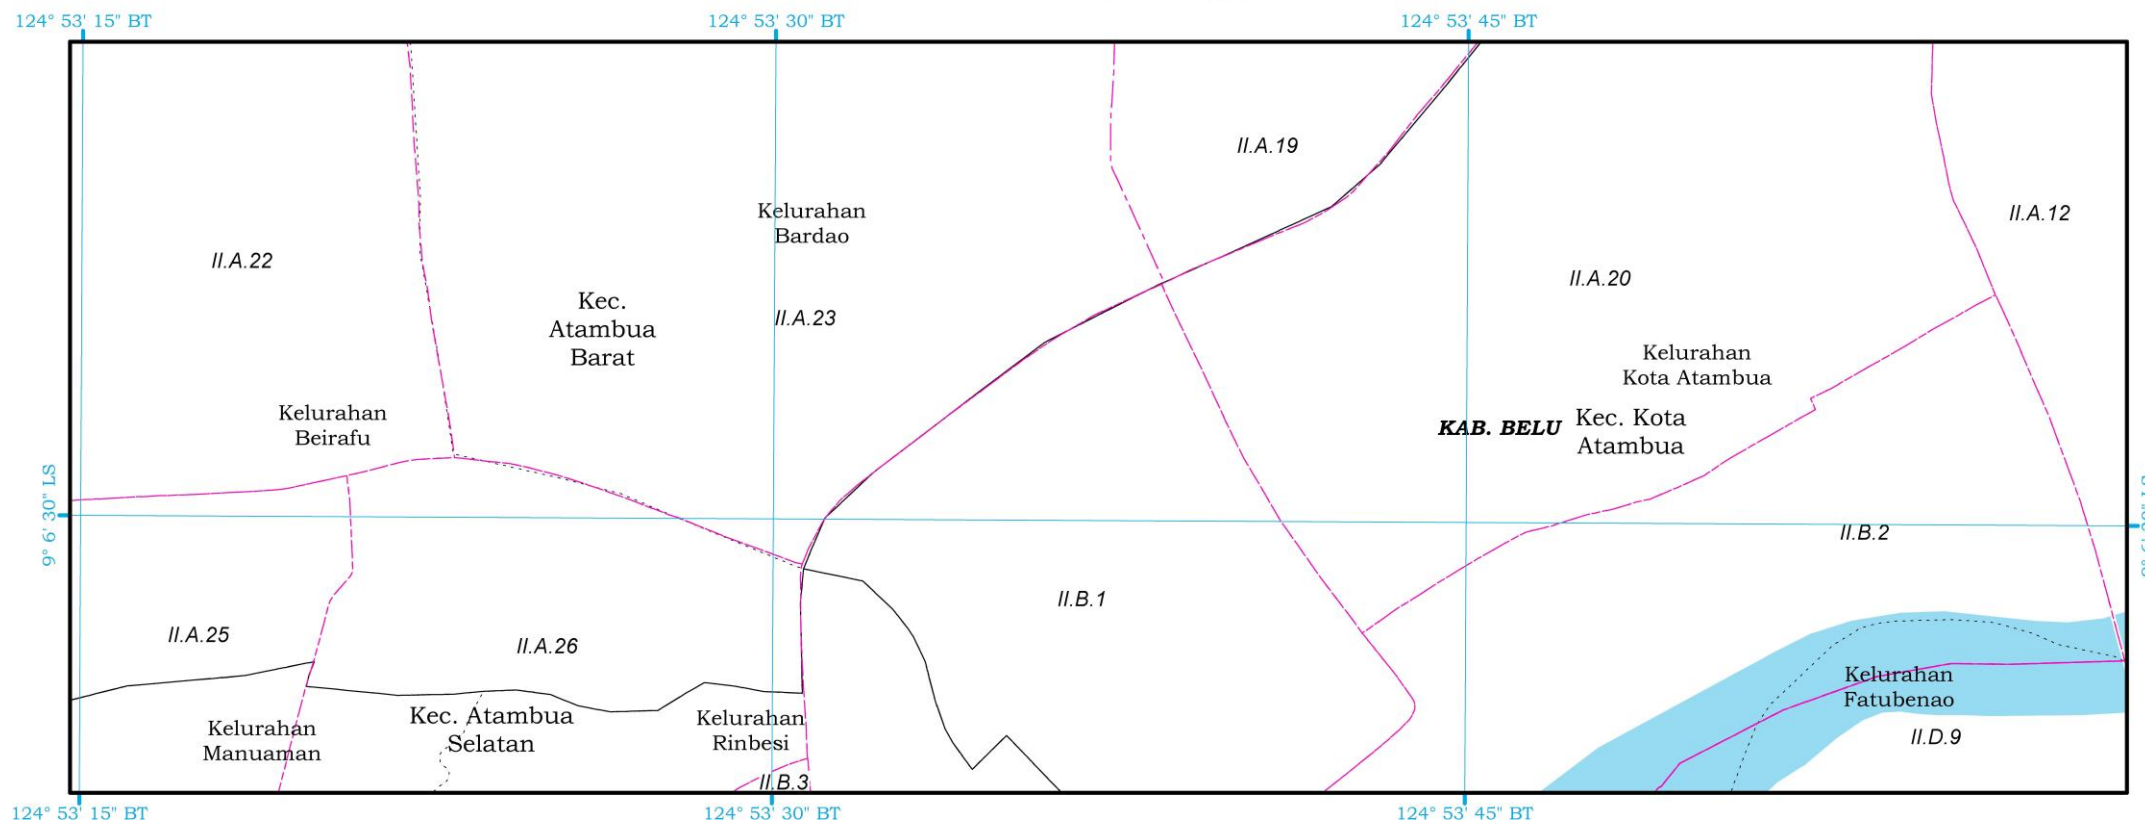 124° 53' 15" BT
124° 53' 30" BT
124° 53' 45" BT
II.A.19
Kelurahan
Bardao
II.A.12
II.A.22
II.A.20
Kec.
Atambua
Barat
II.A.23
Kelurahan
Kota Atambua
Kelurahan
Beirafu
KAB. BELU
Kec. Kota
Atambua
9° 6' 30" LS
II.B.2
II.B.1
II.A.25
II.A.26
Kelurahan
Fatubenao
Kec. Atambua
Selatan
Kelurahan
Rinbesi
Kelurahan
Manuaman
II.D.9
II.B.3
124° 53' 15" BT
124° 53' 30" BT
124° 53' 45" BT